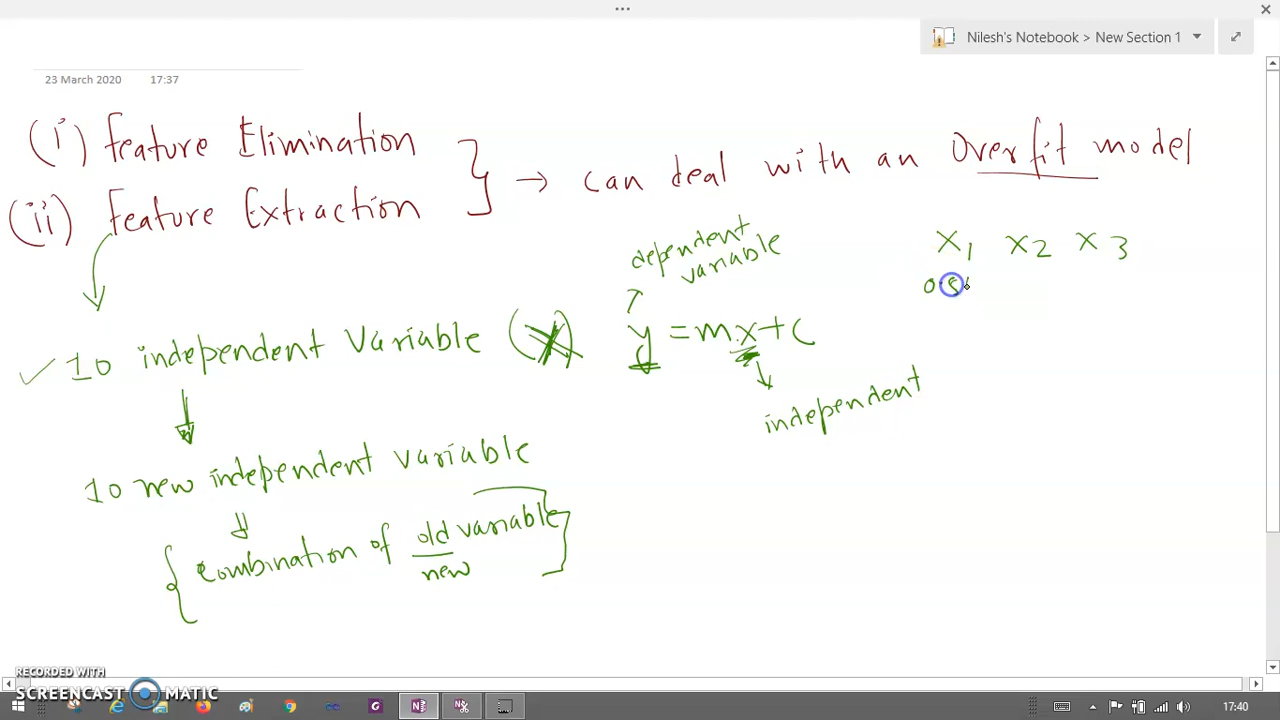 Nilesh's Notebook > New Section 1
23 March 2020 17:37
(i) Feature Elimination
(ii) Feature Extraction
→ can deal with an Overfit model
dependent variable
X1 X2 X3
10 independent Variable (X)
y = m.x + c
independent
10 new independent variable
{combination of old variable}
new
RECORDED WITH
SCREENCAST MATIC
17:40